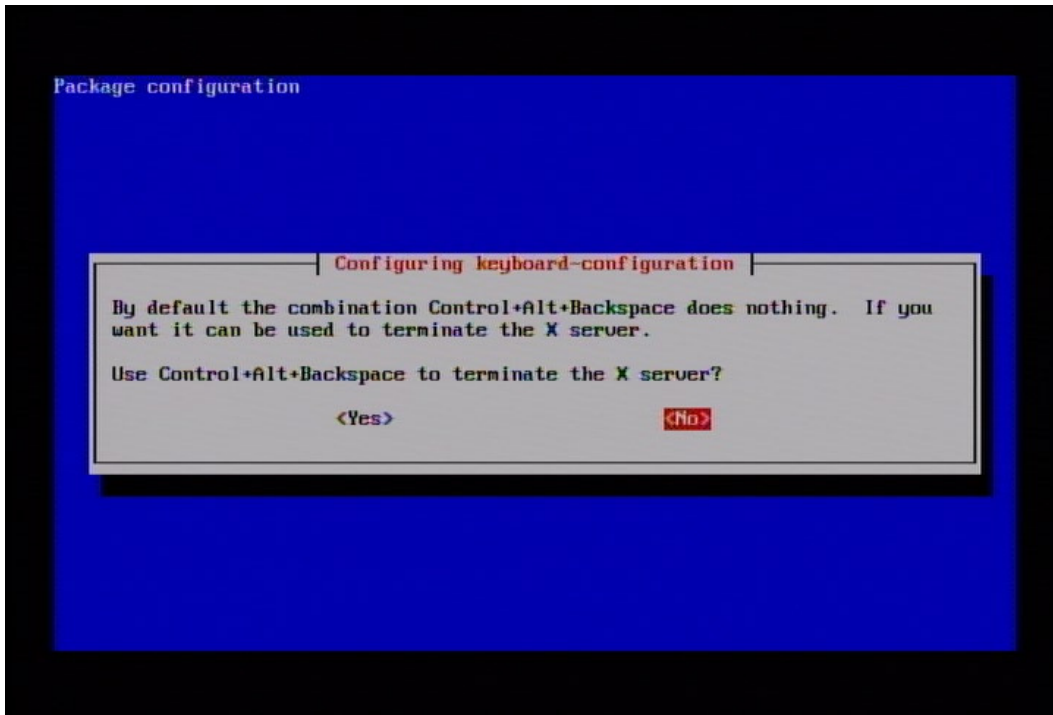 Package configuration
Configuring keyboard-configuration
By default the combination Control+Alt+Backspace does nothing.  If you
want it can be used to terminate the X server.
Use Control+Alt+Backspace to terminate the X server?
<Yes> <No>